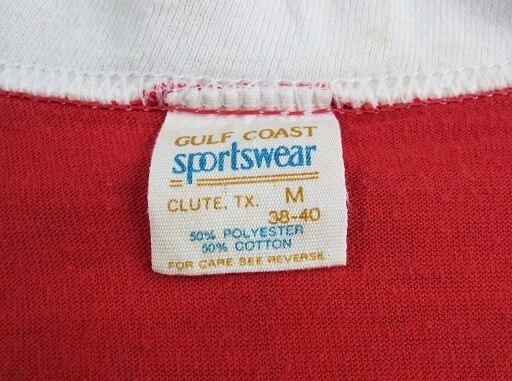 GULF COAST
sportswear
CLUTE, TX. M
38-40
50% POLYESTER
50% COTTON
FOR CARE SEE REVERSE